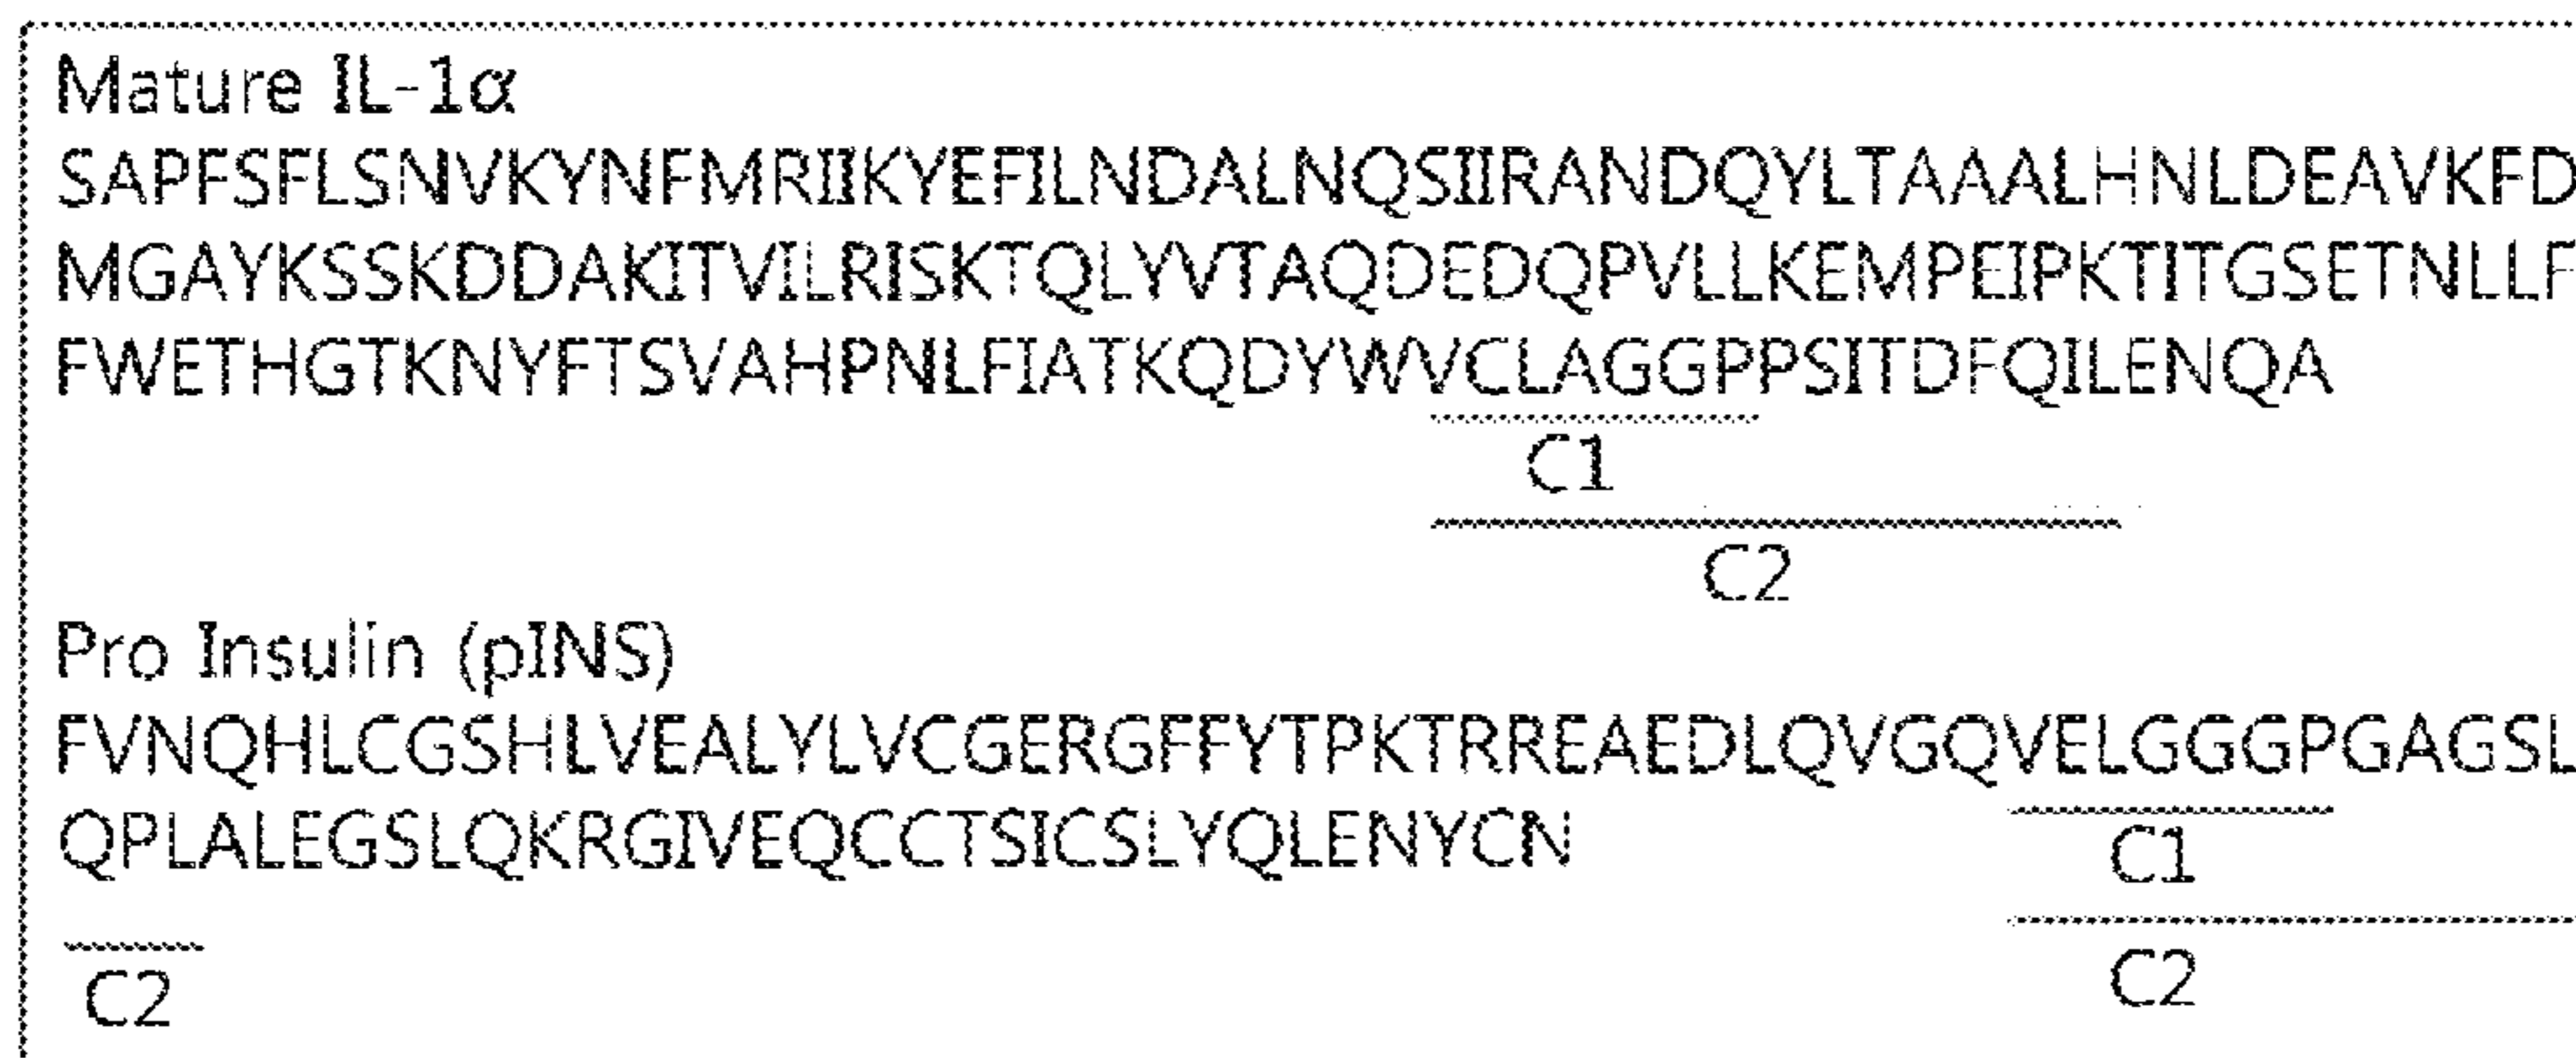 Mature IL-1α
SAPFSFLSNVKYNFMRIIKYEFILNDALNQSIIRANDQYLTAAALHNLDEAVKFD
MGAYKSSKDDAKITVILRISKTQLYVTAQDEDQPVLLKEMPEIPKTITGSETNLLF
FWETHGTKNYFTSVAHPNLFIATKQDYWVCLAGGPPSITDFQILENQA
C1
C2
Pro Insulin (pINS)
FVNQHLCGSHLVEALYLVCGERGFFYTPKTRREAEDLQVGQVELGGGPGAGSL
QPLALEGSLQKRGIVEQCCTSICSLYQLENYCN
C1
C2 C2